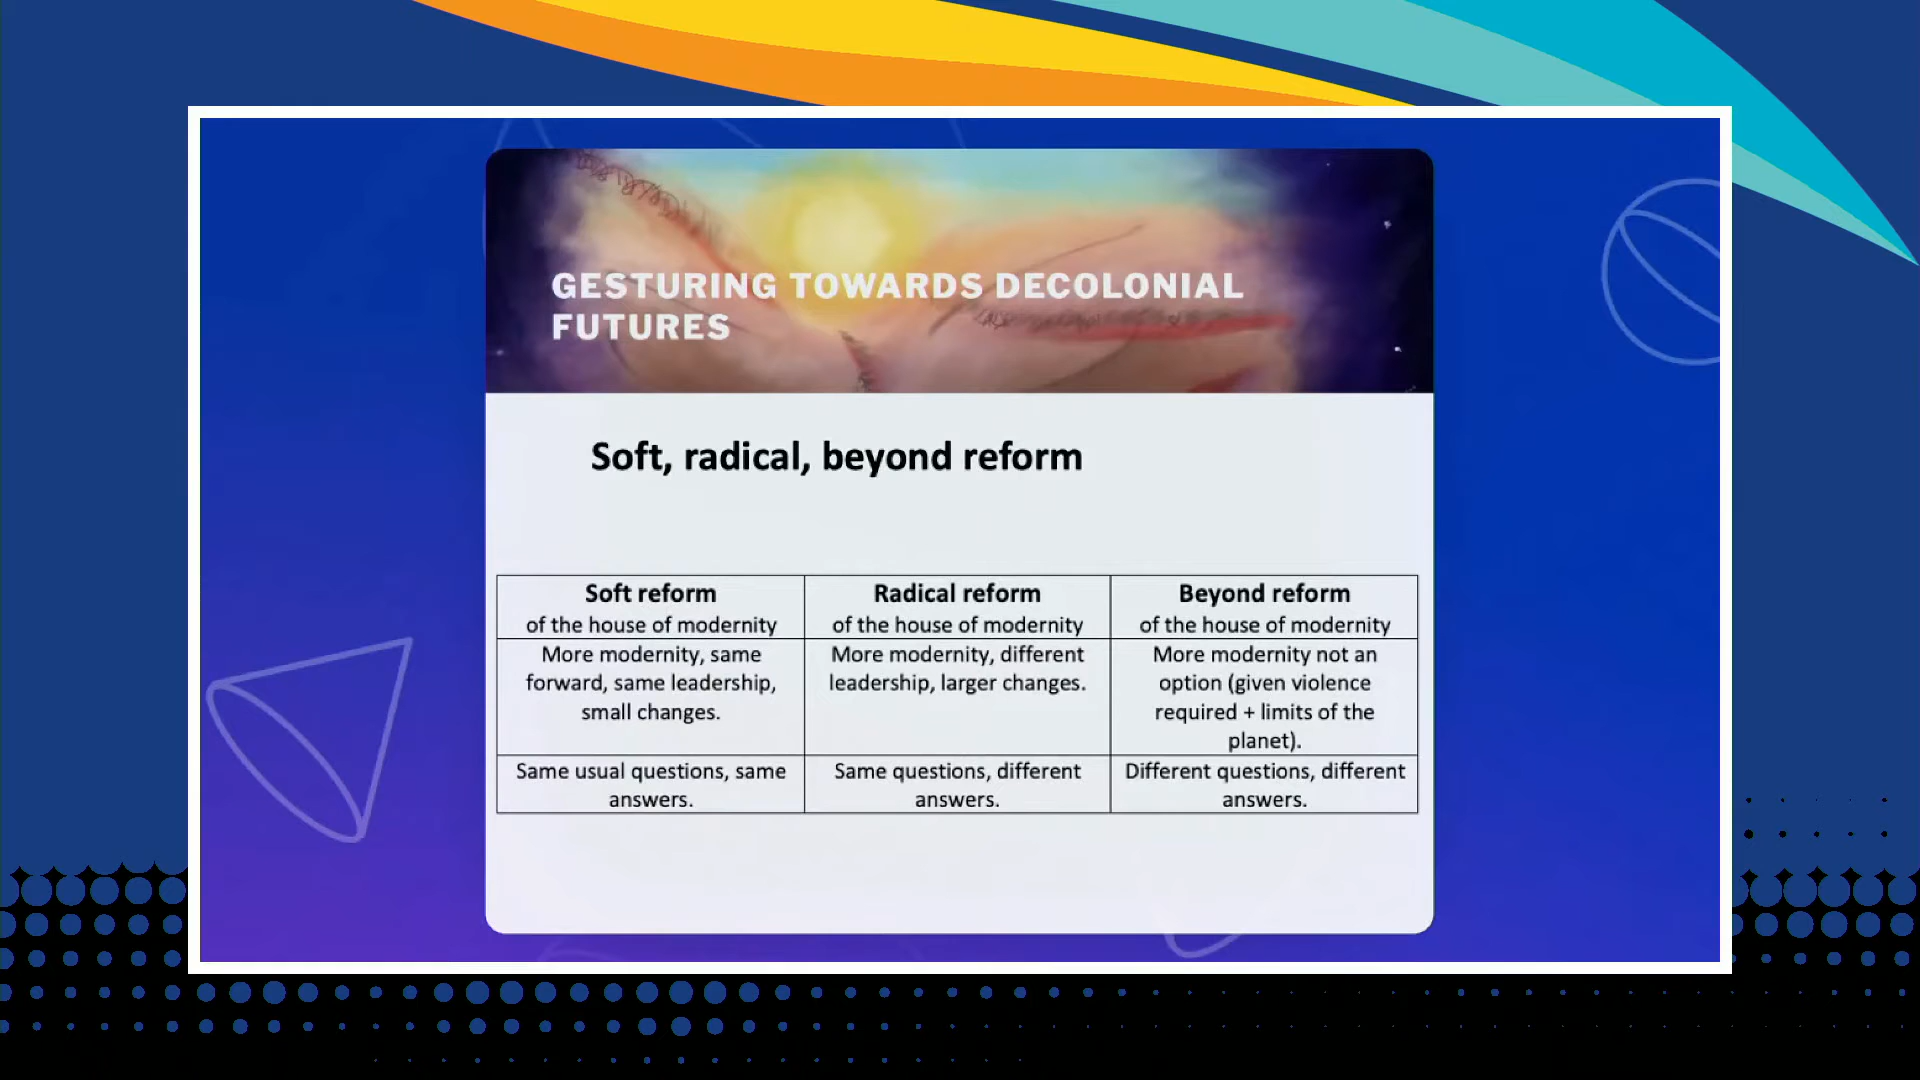 GESTURING TOWARDS DECOLONIAL
FUTURES
Soft, radical, beyond reform
Soft reform
of the house of modernity
Radical reform
of the house of modernity
Beyond reform
of the house of modernity
More modernity, same
forward, same leadership,
small changes.
More modernity, different
leadership, larger changes.
More modernity not an
option (given violence
required + limits of the
planet).
Same usual questions, same
answers.
Same questions, different
answers.
Different questions, different
answers.